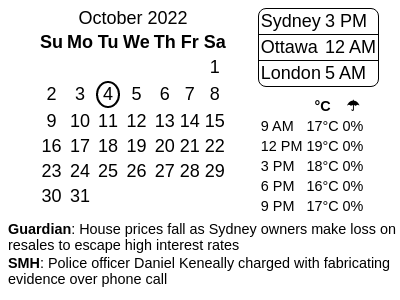 October 2022
Su Mo Tu We Th Fr Sa
1
2 3 4 5 6 7 8
9 10 11 12 13 14 15
16 17 18 19 20 21 22
23 24 25 26 27 28 29
30 31
Sydney 3 PM
Ottawa 12 AM
London 5 AM
°C ☂
9 AM 17°C 0%
12 PM 19°C 0%
3 PM 18°C 0%
6 PM 16°C 0%
9 PM 17°C 0%
Guardian: House prices fall as Sydney owners make loss on
resales to escape high interest rates
SMH: Police officer Daniel Keneally charged with fabricating
evidence over phone call